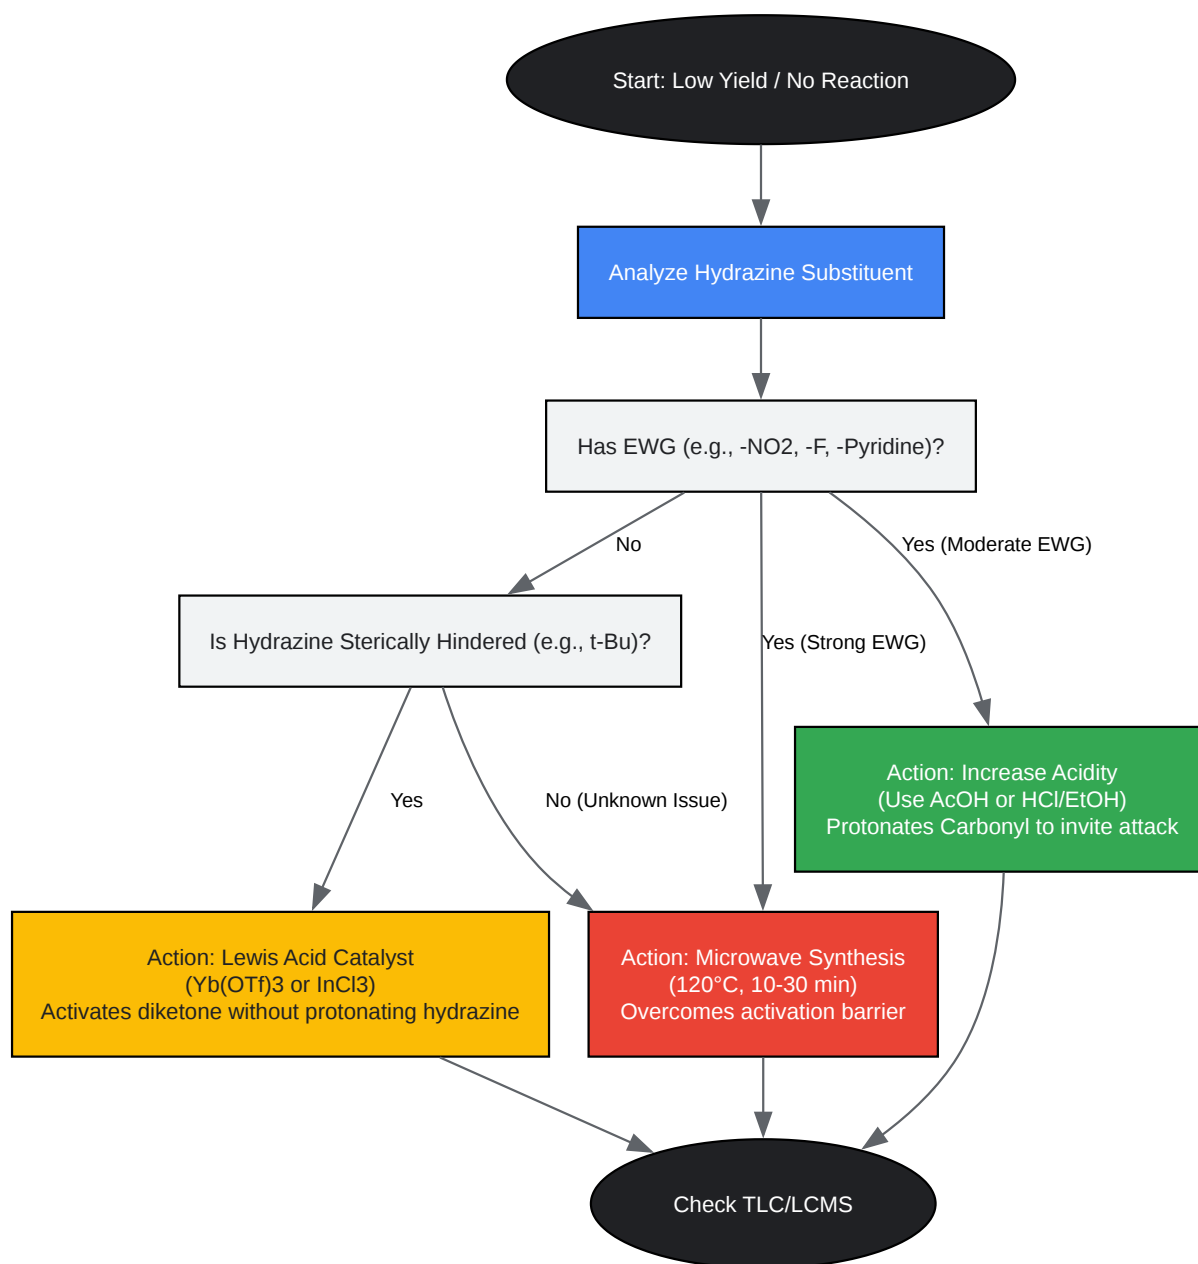 Start: Low Yield / No Reaction
Analyze Hydrazine Substituent
Has EWG (e.g., -NO2, -F, -Pyridine)?
No
Yes (Moderate EWG)
Is Hydrazine Sterically Hindered (e.g., t-Bu)?
Yes (Strong EWG)
Yes
No (Unknown Issue)
Action: Increase Acidity
(Use AcOH or HCl/EtOH)
Protonates Carbonyl to invite attack
Action: Lewis Acid Catalyst
(Yb(OTf)3 or InCl3)
Activates diketone without protonating hydrazine
Action: Microwave Synthesis
(120°C, 10-30 min)
Overcomes activation barrier
Check TLC/LCMS